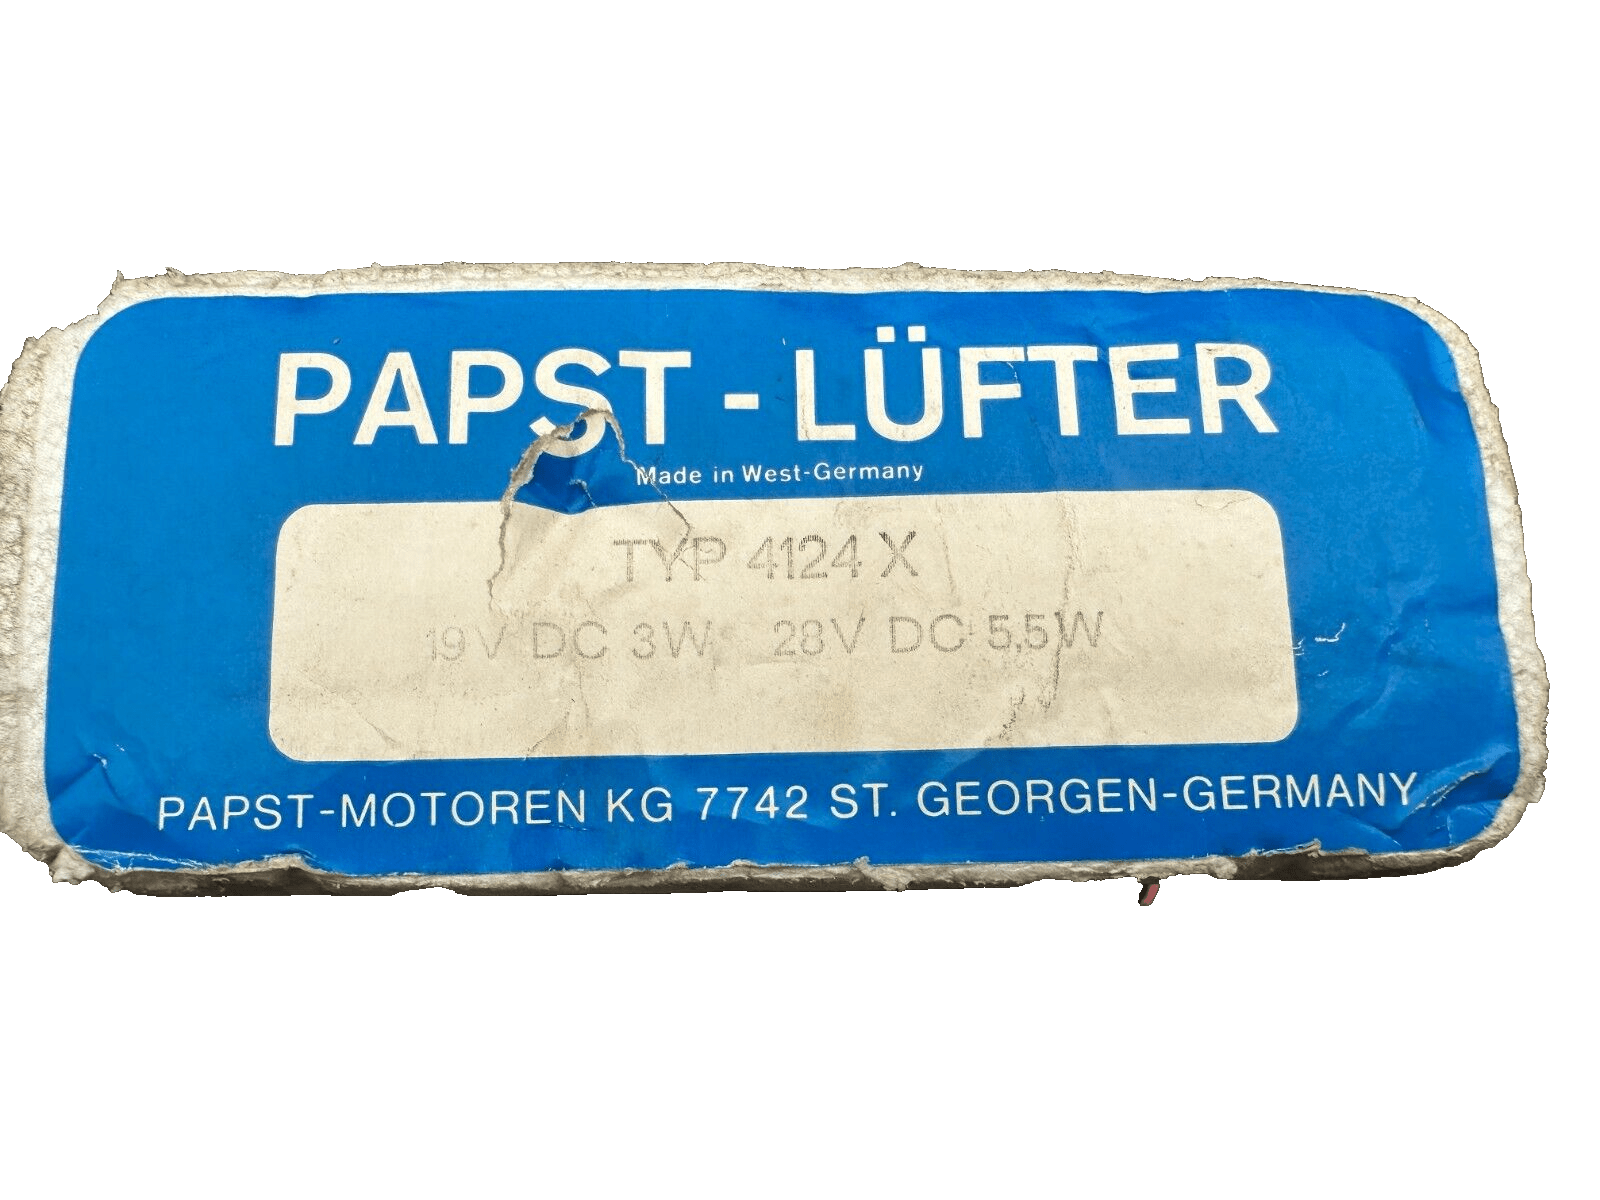 PAPST - LÜFTER
Made in West-Germany
TYP 4124 X
19V DC 3W, 28V DC 5,5W
PAPST-MOTOREN KG 7742 ST. GEORGEN-GERMANY